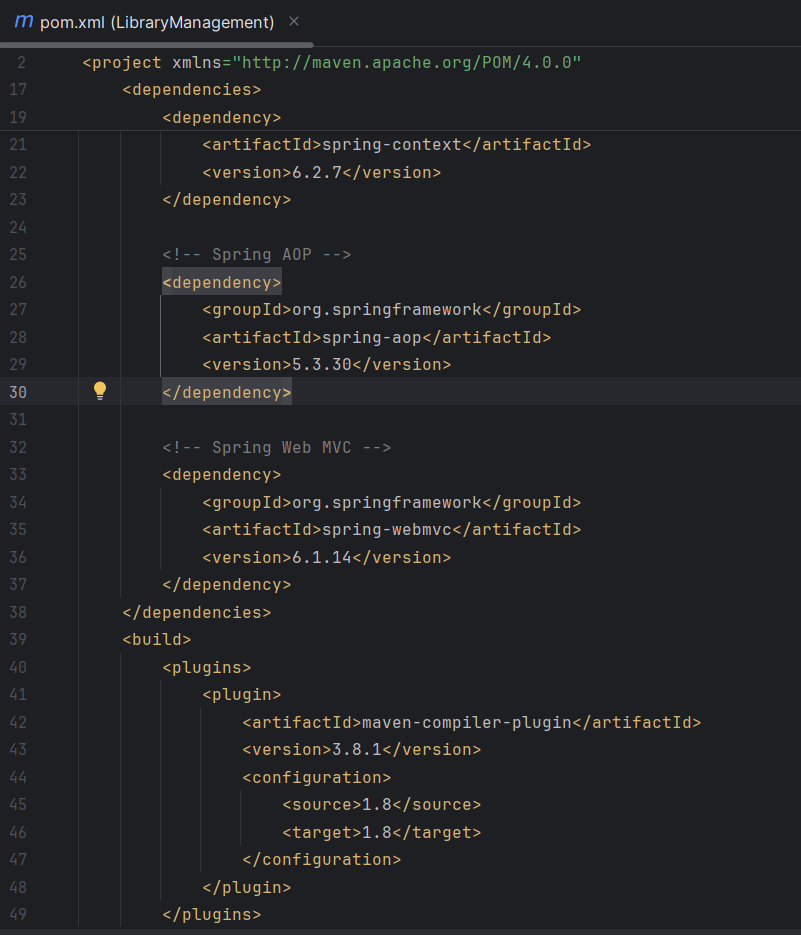 m pom.xml (LibraryManagement) ×
2 <project xmlns="http://maven.apache.org/POM/4.0.0"
17 <dependencies>
19 <dependency>
21 <artifactId>spring-context</artifactId>
22 <version>6.2.7</version>
23 </dependency>
24
25 <!-- Spring AOP -->
26 <dependency>
27 <groupId>org.springframework</groupId>
28 <artifactId>spring-aop</artifactId>
29 <version>5.3.30</version>
30 </dependency>
31
32 <!-- Spring Web MVC -->
33 <dependency>
34 <groupId>org.springframework</groupId>
35 <artifactId>spring-webmvc</artifactId>
36 <version>6.1.14</version>
37 </dependency>
38 </dependencies>
39 <build>
40 <plugins>
41 <plugin>
42 <artifactId>maven-compiler-plugin</artifactId>
43 <version>3.8.1</version>
44 <configuration>
45 <source>1.8</source>
46 <target>1.8</target>
47 </configuration>
48 </plugin>
49 </plugins>